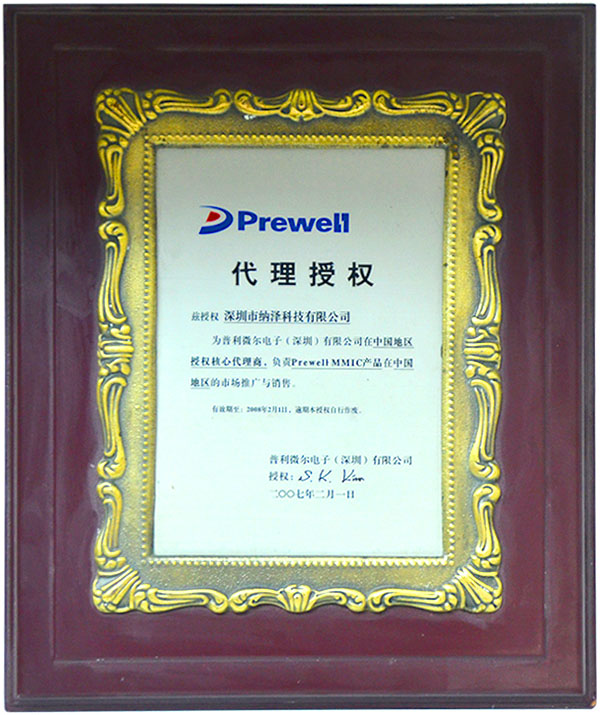 Prewell
代理授权
兹授权 深圳市纳泽科技有限公司
为普利微尔电子（深圳）有限公司在中国地区
授权核心代理商，负责Prewell MMIC产品在中国
地区的市场推广与销售。
有效期至：2008年2月1日，逾期本授权自行作废。
普利微尔电子（深圳）有限公司
授权：S. K. Kim
二〇〇七年二月一日